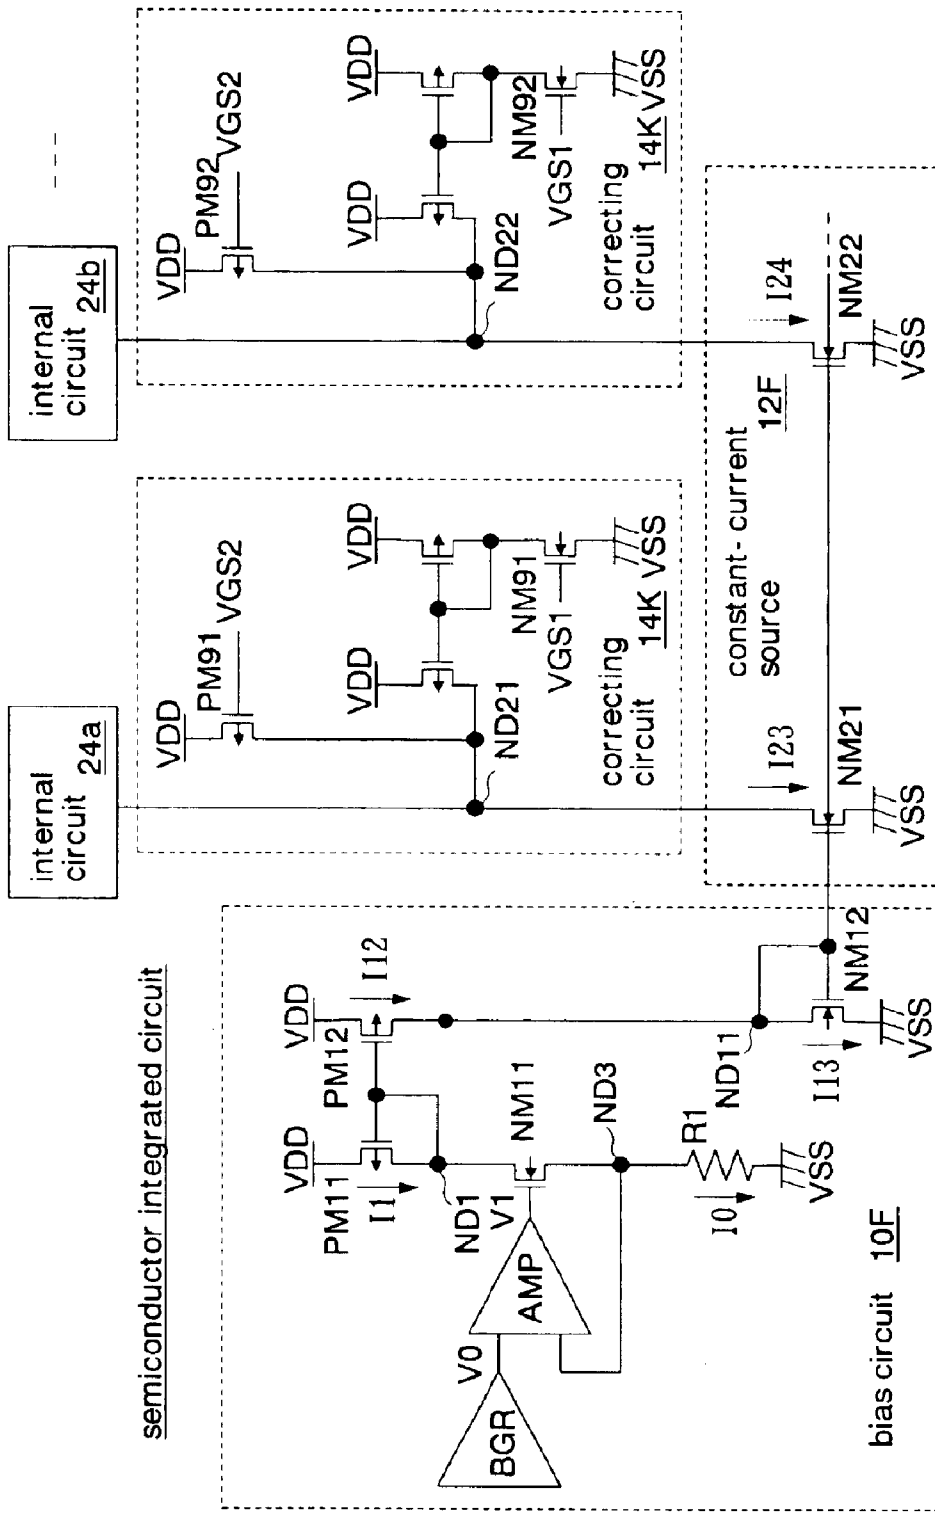 semiconductor integrated circuit
internal
circuit 24a
internal
circuit 24b
VDD
PM91
VGS2
VDD
VDD
ND21
NM91
VGS1
VSS
correcting
circuit 14K
VDD
PM92
VGS2
VDD
VDD
ND22
NM92
VGS1
VSS
correcting
circuit 14K
VDD
VDD
PM11
PM12
I1
I12
ND1
V1
NM11
BGR
V0
AMP
ND3
R1
I0
VSS
ND11
I13
NM12
VSS
bias circuit 10F
constant-current
source 12F
I23
NM21
VSS
I24
NM22
VSS